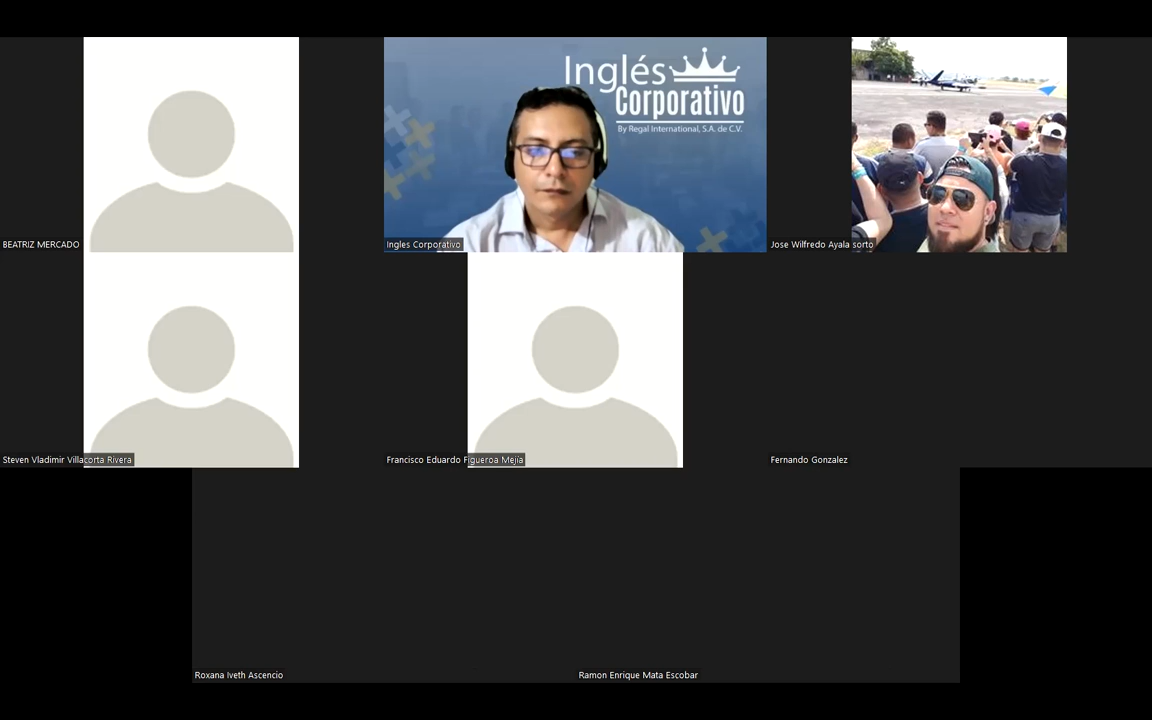 Inglés
Corporativo
By Regal International, S.A. de C.V.
BEATRIZ MERCADO
Ingles Corporativo
Jose Wilfredo Ayala sorto
Steven Vladimir Villacorta Rivera
Francisco Eduardo Figueroa Mejía
Fernando Gonzalez
Roxana Iveth Ascencio
Ramon Enrique Mata Escobar